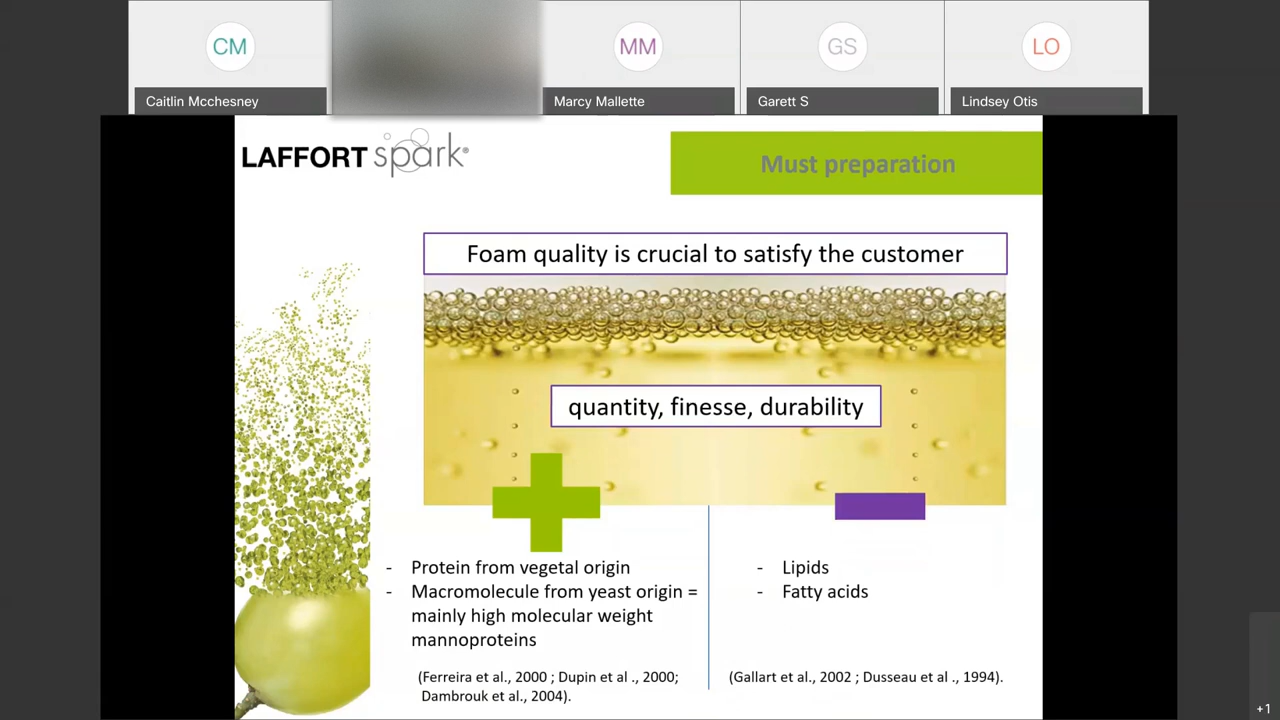 CM
MM
GS
LO
Caitlin Mcchesney
Marcy Mallette
Garett S
Lindsey Otis
LAFFORT spark®
Must preparation
Foam quality is crucial to satisfy the customer
quantity, finesse, durability
- Protein from vegetal origin
- Macromolecule from yeast origin =
mainly high molecular weight
mannoproteins
(Ferreira et al., 2000 ; Dupin et al ., 2000;
Dambrouk et al., 2004).
- Lipids
- Fatty acids
(Gallart et al., 2002 ; Dusseau et al ., 1994).
+1